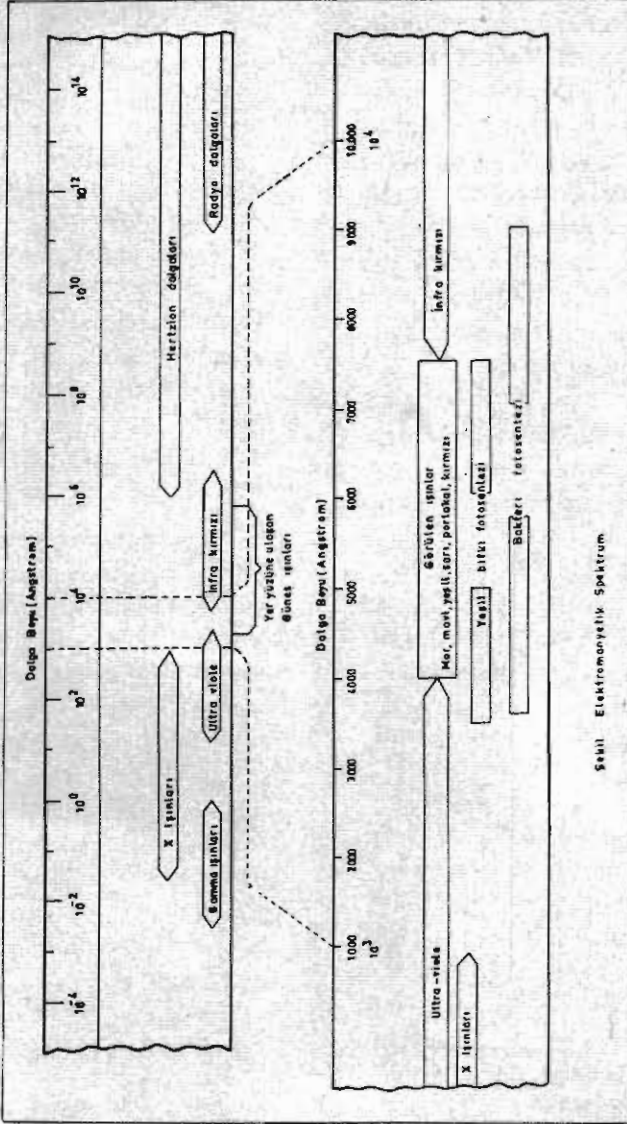 Dalga Boyu (Angstrom)
10-4 10-2 100 102 104 106 108 1010 1012 1014
X Işınları
Hertzian dalgaları
Gamma ışınları
Ultra viole
İnfra kırmızı
Radyo dalgaları
Yer yüzüne ulaşan
Güneş ışınları
Dalga Boyu (Angstrom)
1000 2000 3000 4000 5000 6000 7000 8000 9000 10.000
103 104
Ultra-viole
Görülen ışınlar
Mor, mavi, yeşil, sarı, portakal, kırmızı
İnfra kırmızı
X Işınları
Yeşil bitki fotosentezi
Bakteri fotosentezi
Şekil Elektromanyetik Spektrum